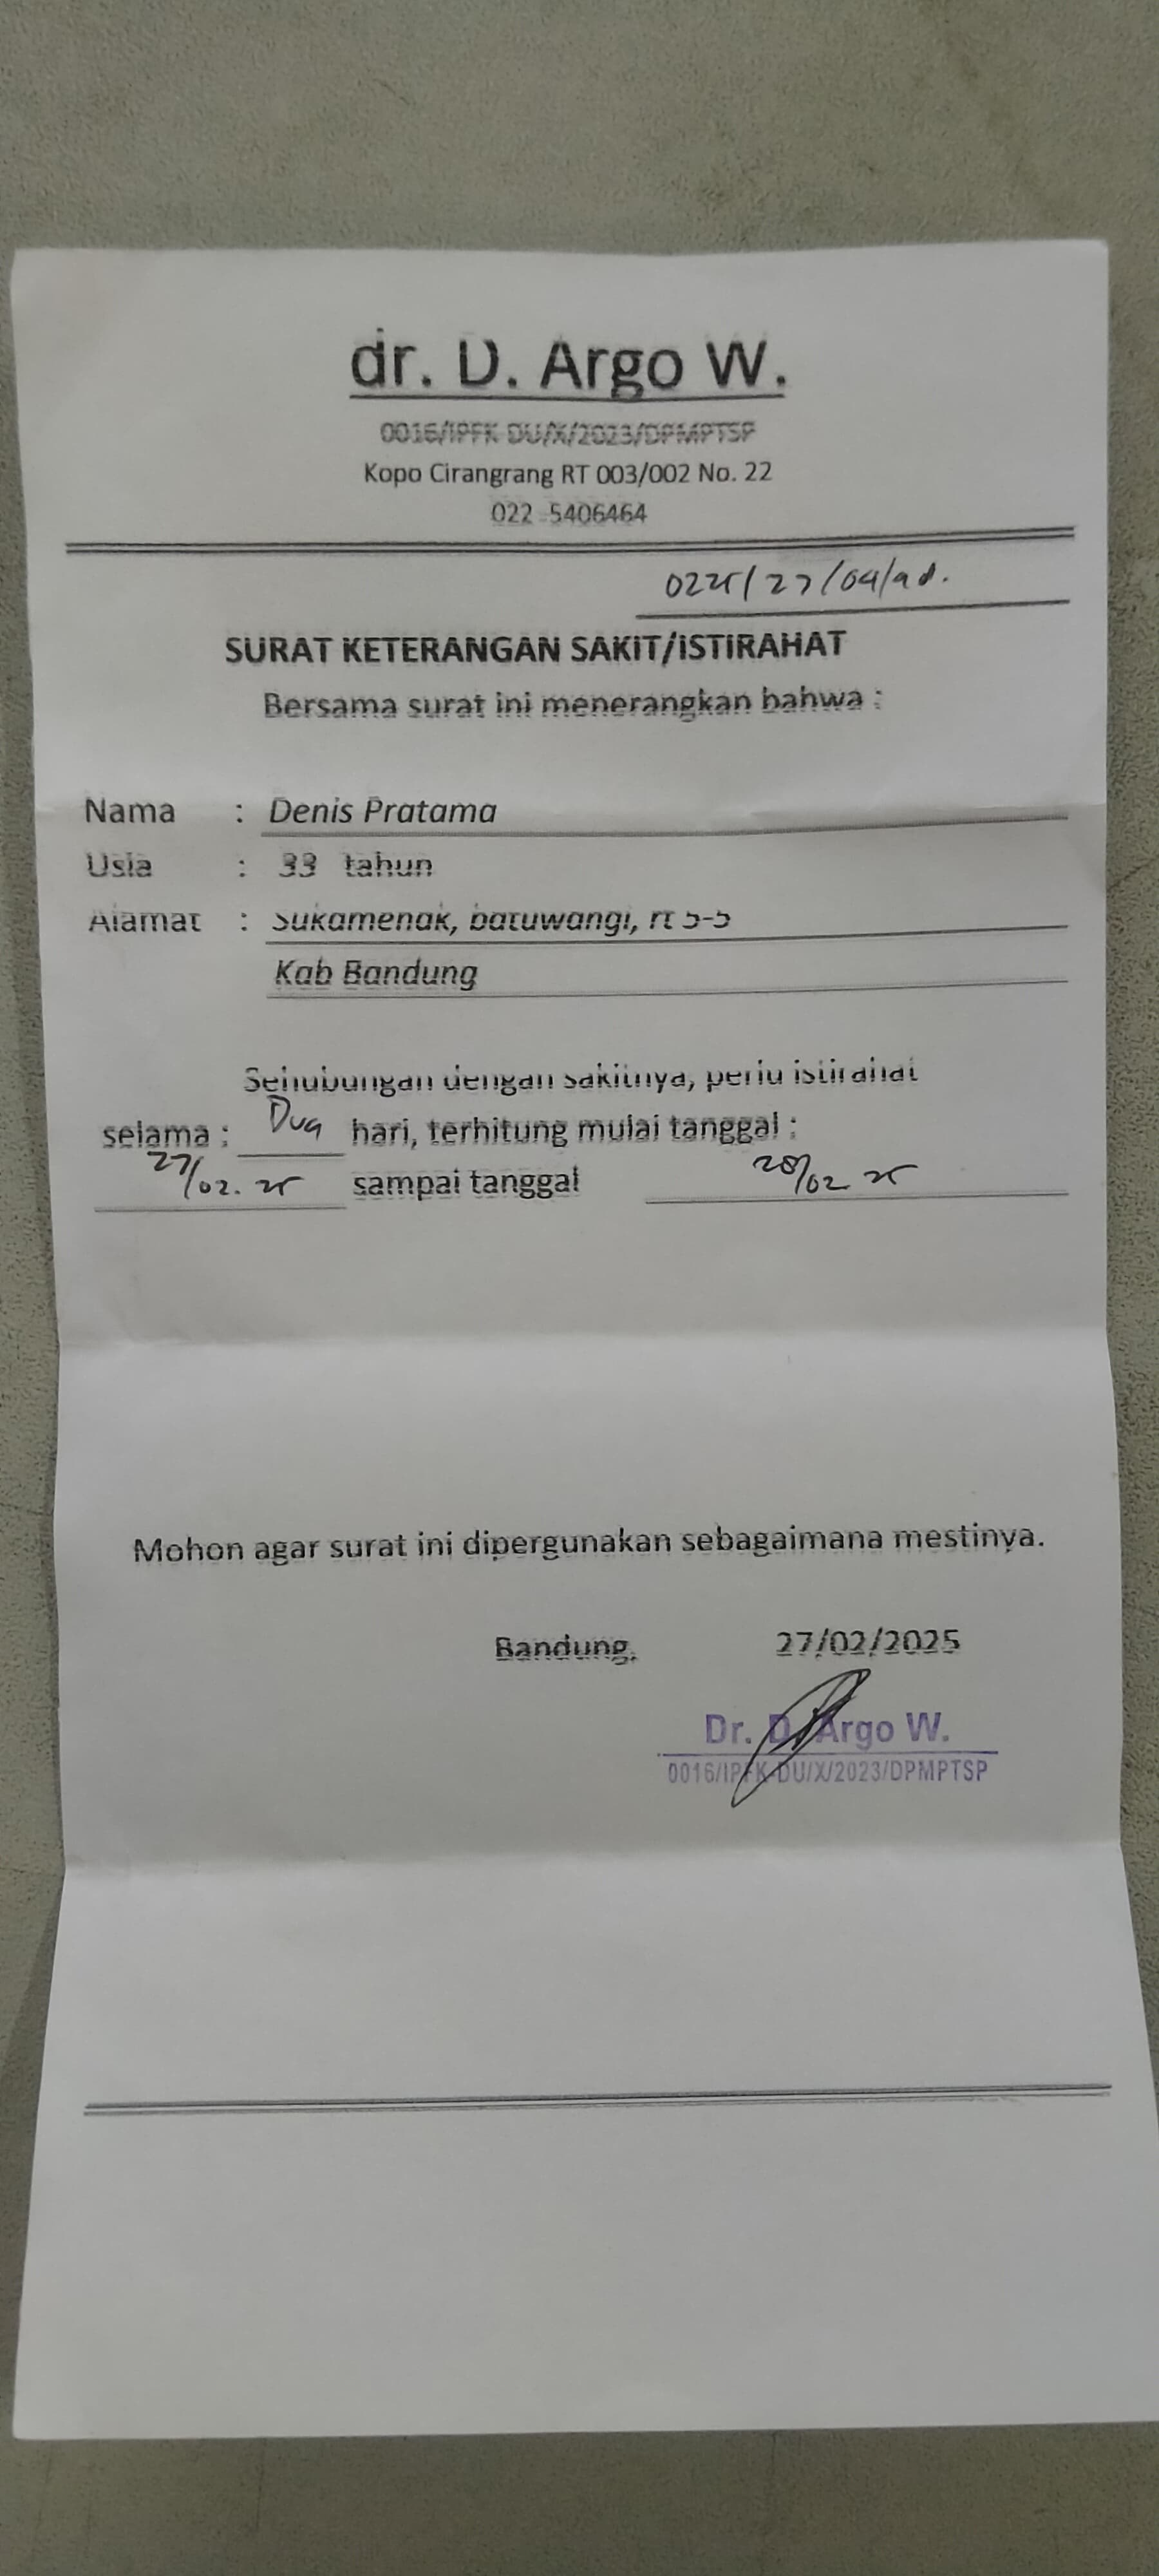 dr. D. Argo W.
0016/IPFK-DU/X/2023/DPMPTSP
Kopo Cirangrang RT 003/002 No. 22
022 5406464
SURAT KETERANGAN SAKIT/ISTIRAHAT
Bersama surat ini menerangkan bahwa :
Nama : Denis Pratama
Usia : 33 tahun
Alamat : Sukamenak, batuwangi, rt 5-5
Kab Bandung
Sehubungan dengan sakitnya, perlu istirahat
selama : Dua hari, terhitung mulai tanggal :
27/02.25 sampai tanggal 28/02 25
Mohon agar surat ini dipergunakan sebagaimana mestinya.
Bandung, 27/02/2025
Dr. D. Argo W.
0016/IPFK-DU/X/2023/DPMPTSP